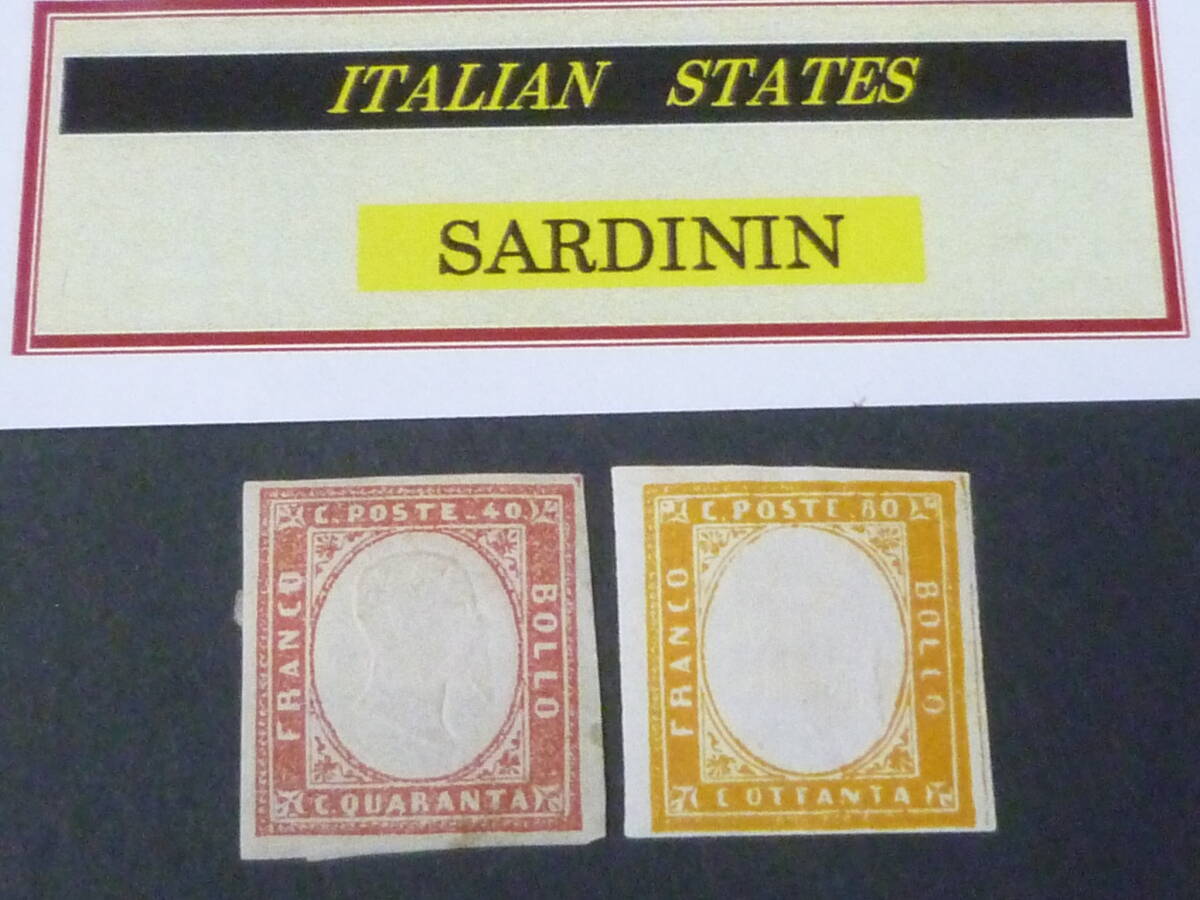 ITALIAN STATES
SARDININ
C. POSTE. 40
FRANCO
BOLLO
C. QUARANTA
C. POSTE. 80
FRANCO
BOLLO
C OTTANTA